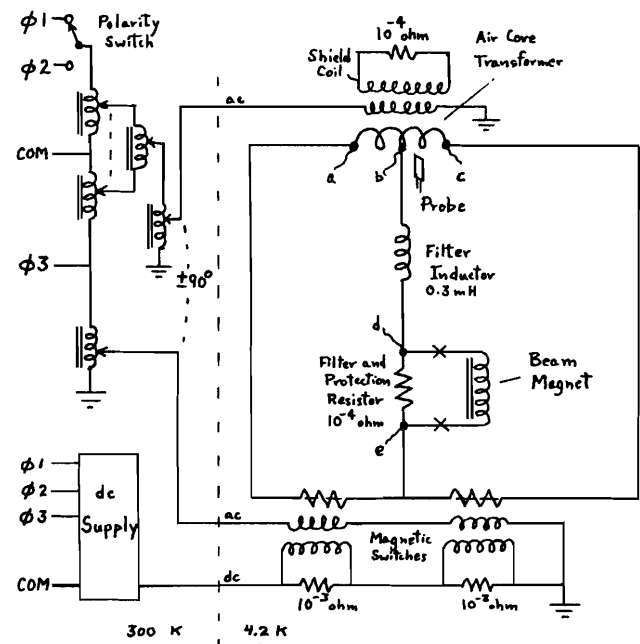 ϕ1
Polarity
Switch
ϕ2
COM
ϕ3
±90°
10⁻⁴
ohm
Shield
Coil
Air Core
Transformer
ac
a
b
c
Probe
Filter
Inductor
0.3 mH
d
Filter and
Protection
Resistor
10⁻⁴ ohm
e
Beam
Magnet
ϕ1
ϕ2
ϕ3
COM
dc
Supply
ac
Magnetic
Switches
dc
10⁻³ ohm
10⁻³ ohm
300 K
4.2 K